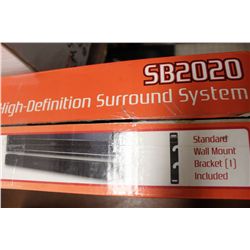 SB2020
High-Definition Surround System
Standard
Wall Mount
Bracket (1)
Included